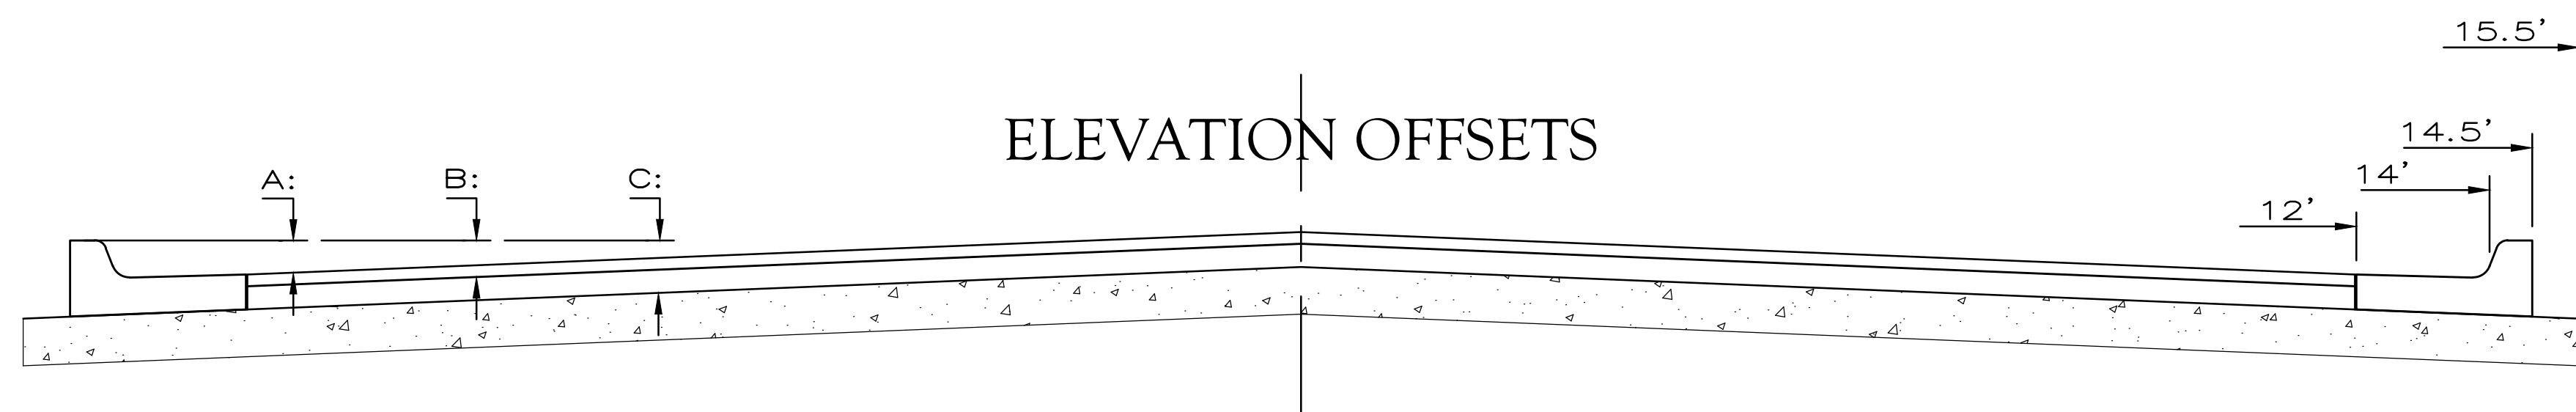 15.5’
ELEVATION OFFSETS
14.5’
14’
A:
B:
C:
12’